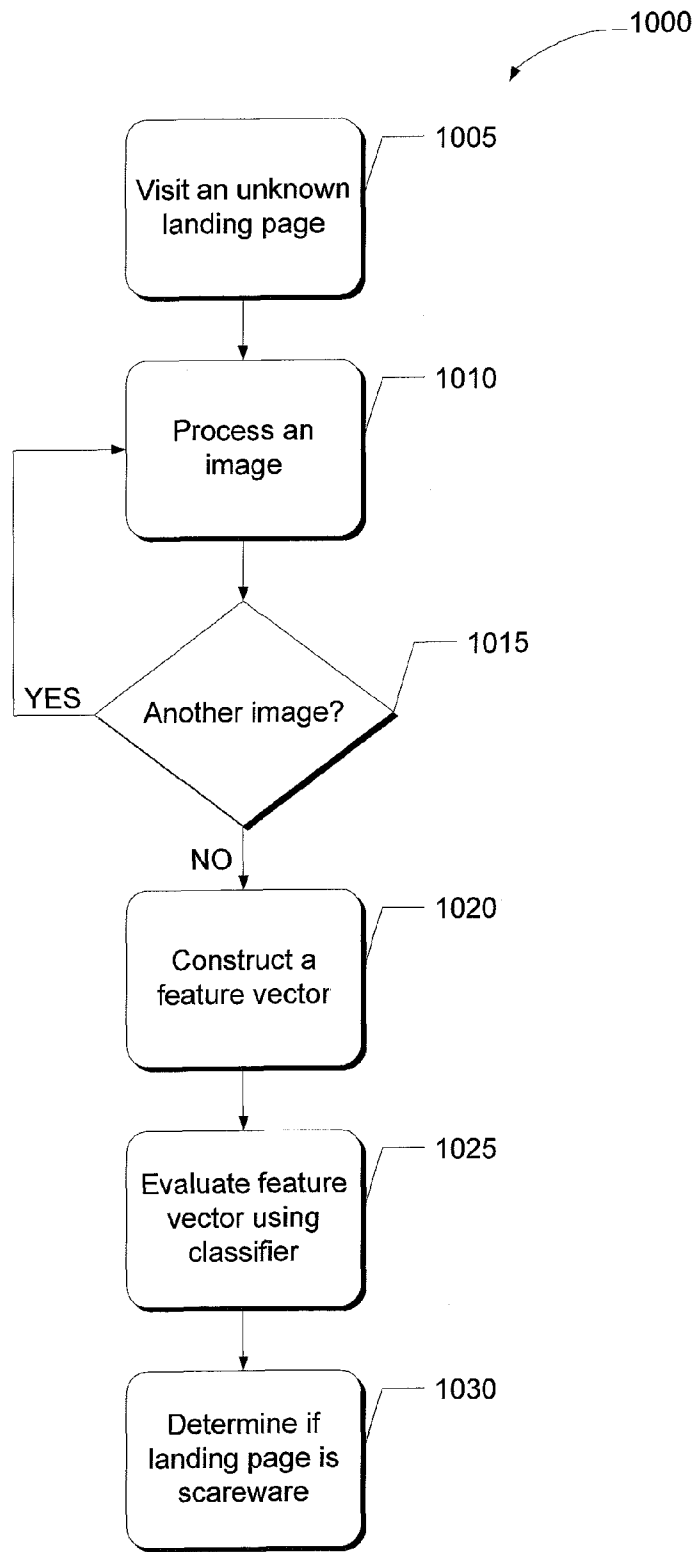 1000
Visit an unknown
landing page
1005
Process an
image
1010
Another image?
1015
YES
NO
Construct a
feature vector
1020
Evaluate feature
vector using
classifier
1025
Determine if
landing page is
scareware
1030